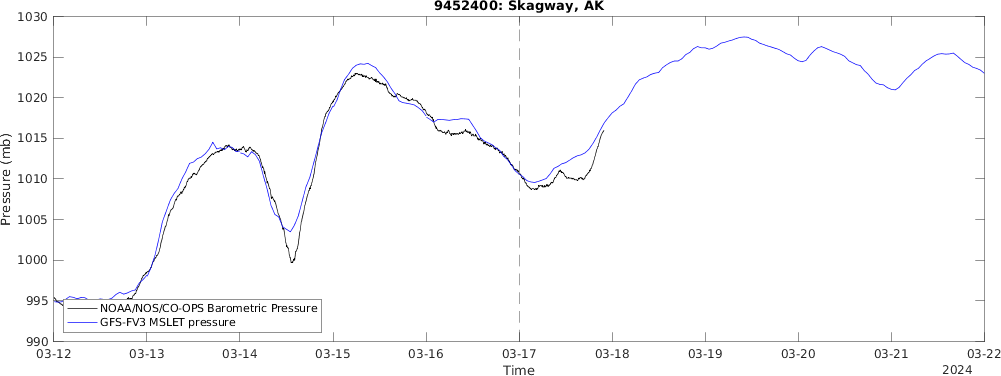 9452400: Skagway, AK
1030
1025
1020
1015
1010
1005
1000
995
990
Pressure (mb)
NOAA/NOS/CO-OPS Barometric Pressure
GFS-FV3 MSLET pressure
03-12 03-13 03-14 03-15 03-16 03-17 03-18 03-19 03-20 03-21 03-22
Time
2024